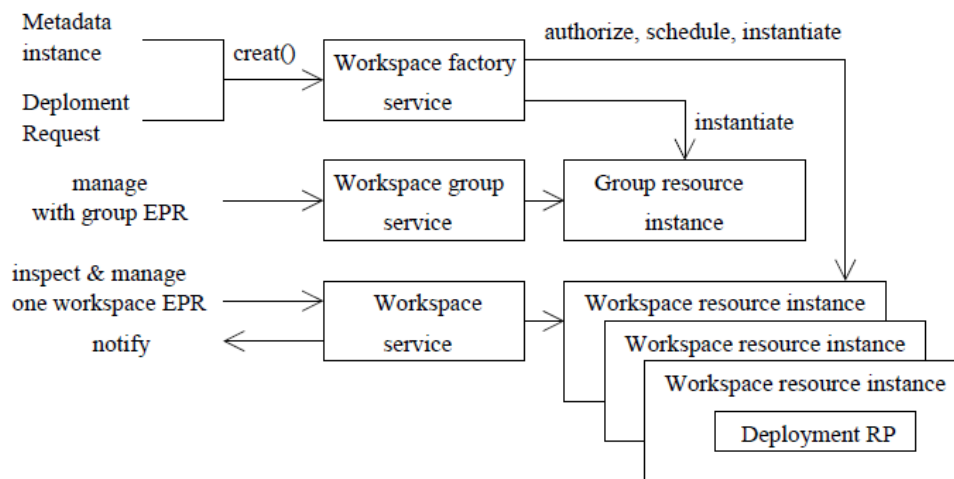 Metadata
instance
Deploment
Request
creat()
Workspace factory
service
authorize, schedule, instantiate
instantiate
manage
with group EPR
Workspace group
service
Group resource
instance
inspect & manage
one workspace EPR
notify
Workspace
service
Workspace resource instance
Workspace resource instance
Workspace resource instance
Deployment RP